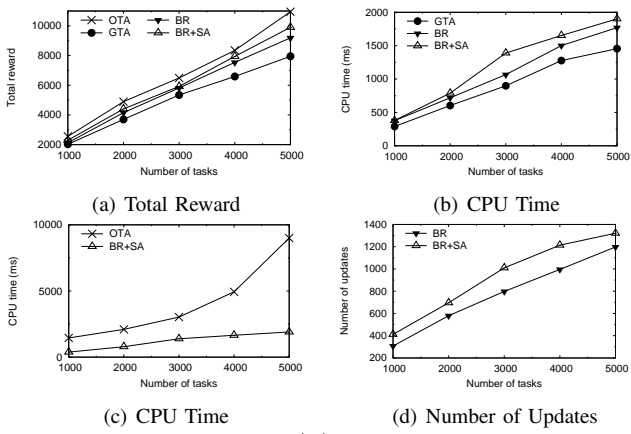 OTA
GTA
BR
BR+SA
Total reward
10000
8000
6000
4000
2000
1000 2000 3000 4000 5000
Number of tasks
(a) Total Reward
GTA
BR
BR+SA
CPU time (ms)
2000
1500
1000
500
0
1000 2000 3000 4000 5000
Number of tasks
(b) CPU Time
OTA
BR+SA
CPU time (ms)
10000
5000
0
1000 2000 3000 4000 5000
Number of tasks
(c) CPU Time
BR
BR+SA
Number of updates
1400
1200
1000
800
600
400
200
1000 2000 3000 4000 5000
Number of tasks
(d) Number of Updates